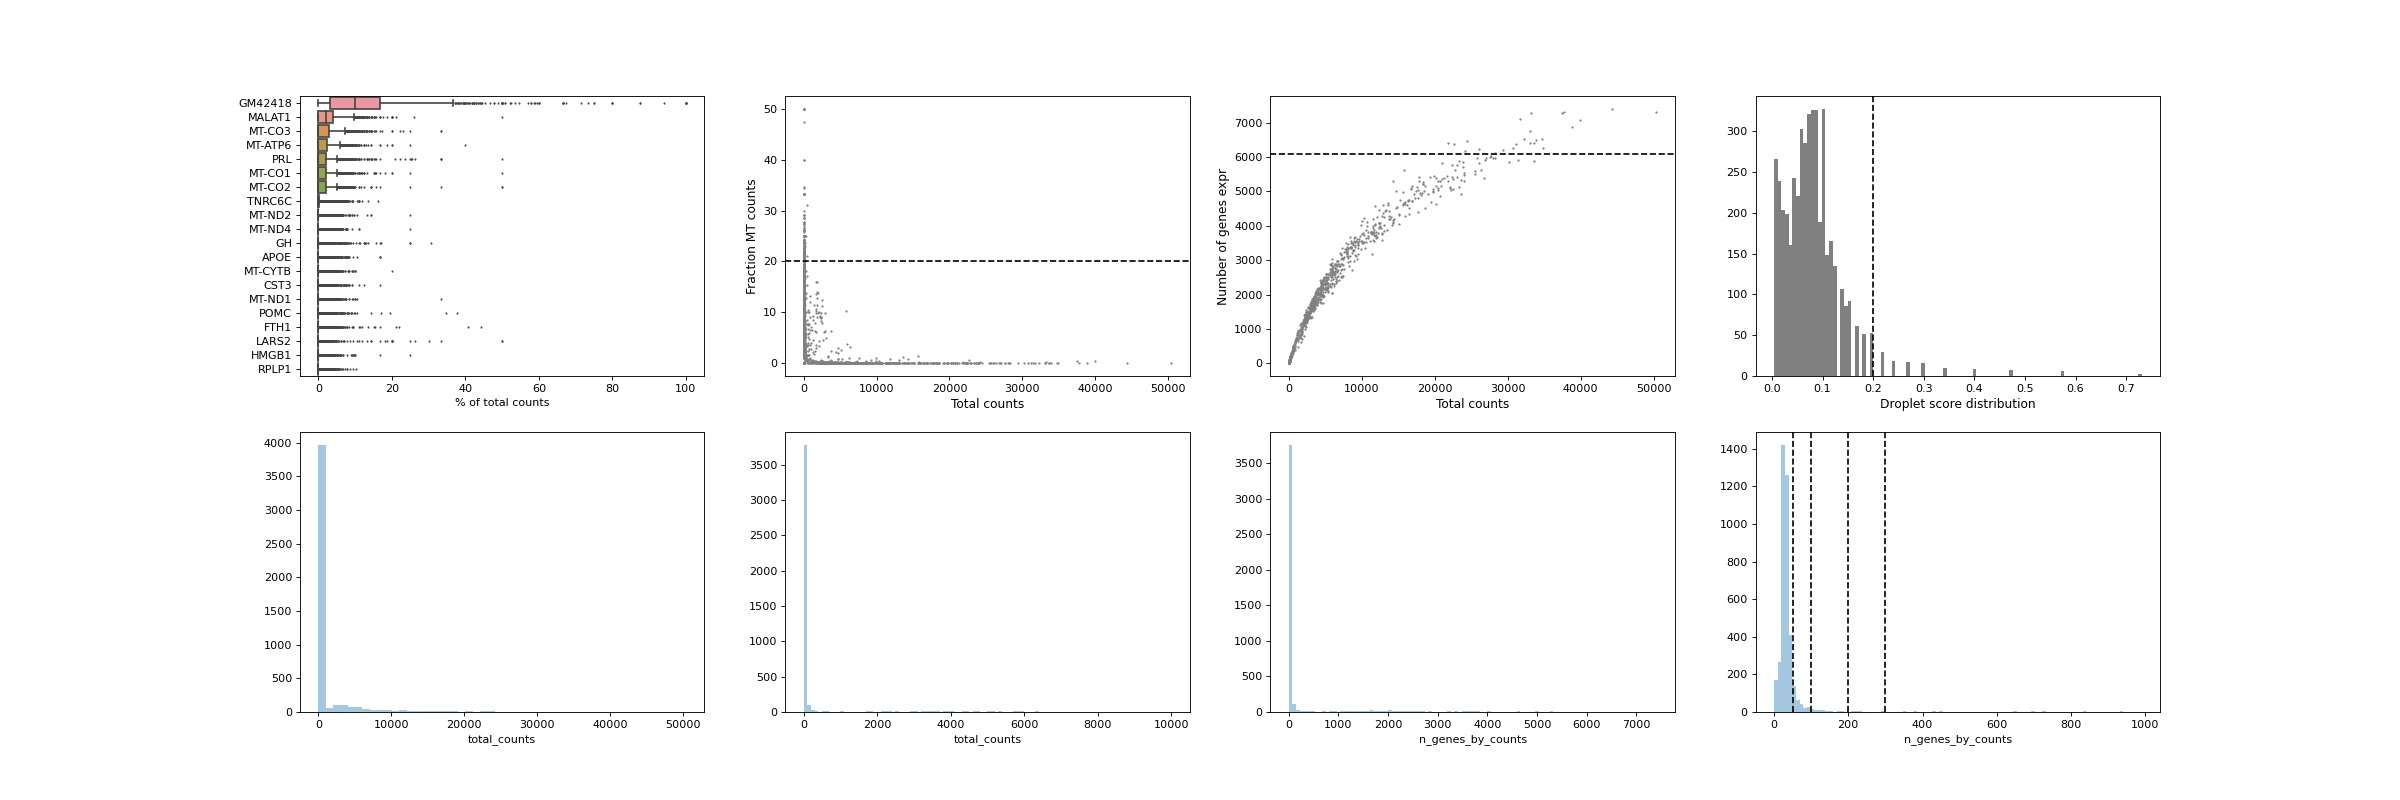 GM42418
MALAT1
MT-CO3
MT-ATP6
PRL
MT-CO1
MT-CO2
TNRC6C
MT-ND2
MT-ND4
GH
APOE
MT-CYTB
CST3
MT-ND1
POMC
FTH1
LARS2
HMGB1
RPLP1
0 20 40 60 80 100
% of total counts
Fraction MT counts
50
40
30
20
10
0
0 10000 20000 30000 40000 50000
Total counts
Number of genes expr
7000
6000
5000
4000
3000
2000
1000
0
0 10000 20000 30000 40000 50000
Total counts
300
250
200
150
100
50
0
0.0 0.1 0.2 0.3 0.4 0.5 0.6 0.7
Droplet score distribution
4000
3500
3000
2500
2000
1500
1000
500
0
0 10000 20000 30000 40000 50000
total_counts
3500
3000
2500
2000
1500
1000
500
0
0 2000 4000 6000 8000 10000
total_counts
3500
3000
2500
2000
1500
1000
500
0
0 1000 2000 3000 4000 5000 6000 7000
n_genes_by_counts
1400
1200
1000
800
600
400
200
0
0 200 400 600 800 1000
n_genes_by_counts